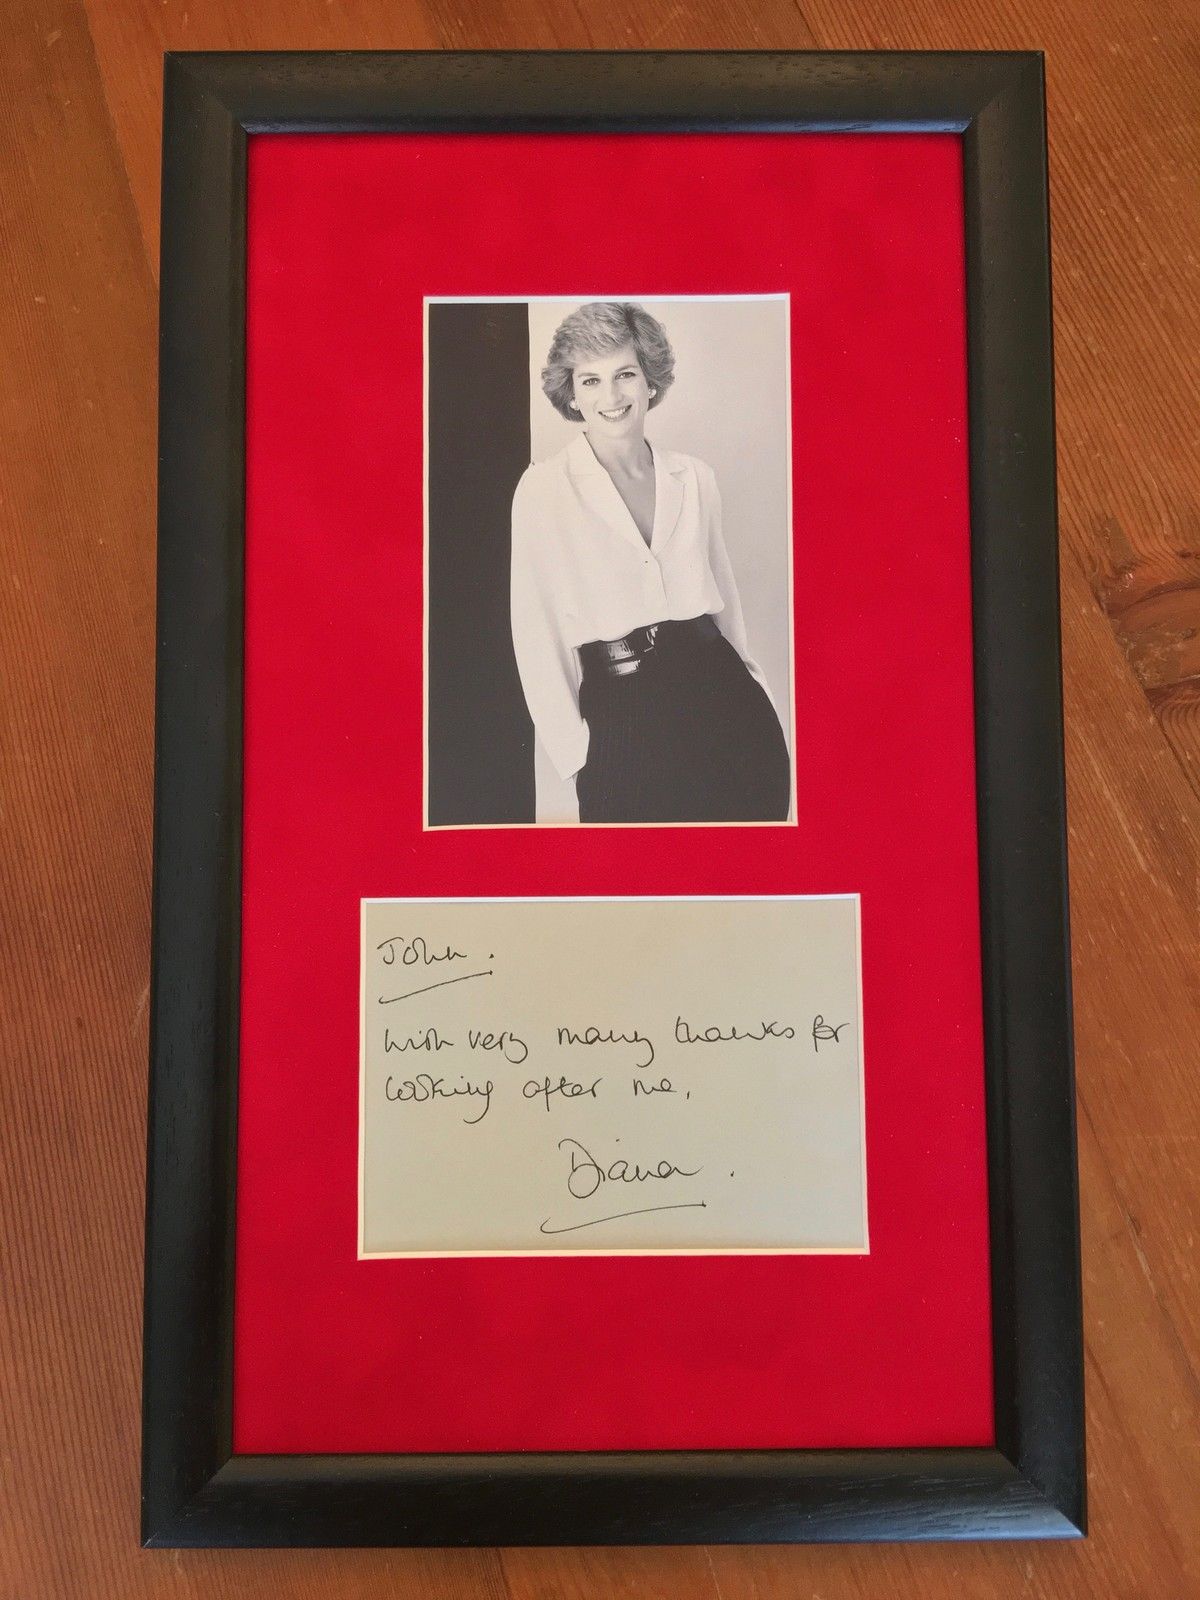 John.
With very many thanks for
looking after me,
Diana.